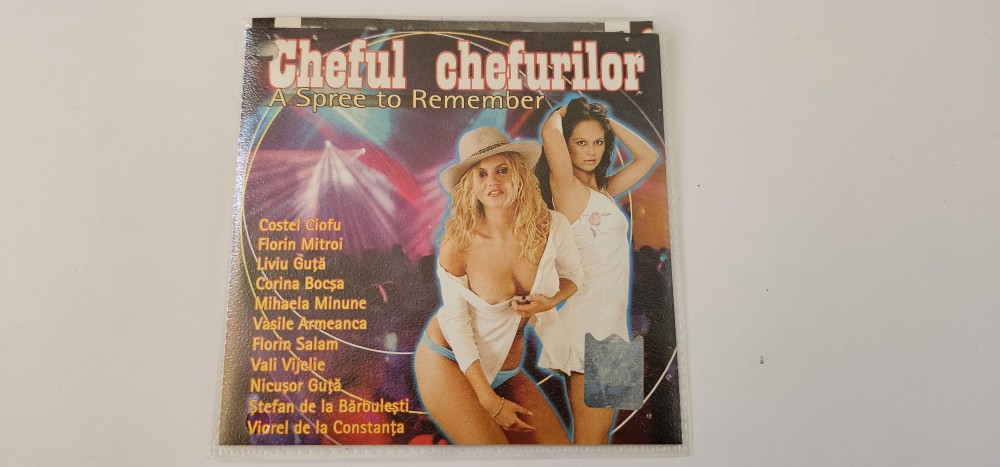 Cheful chefurilor
A Spree to Remember
Costel Ciofu
Florin Mitroi
Liviu Guță
Corina Bocșa
Mihaela Minune
Vasile Armeanca
Florin Salam
Vali Vijelie
Nicușor Guță
Ștefan de la Bărbulești
Viorel de la Constanța